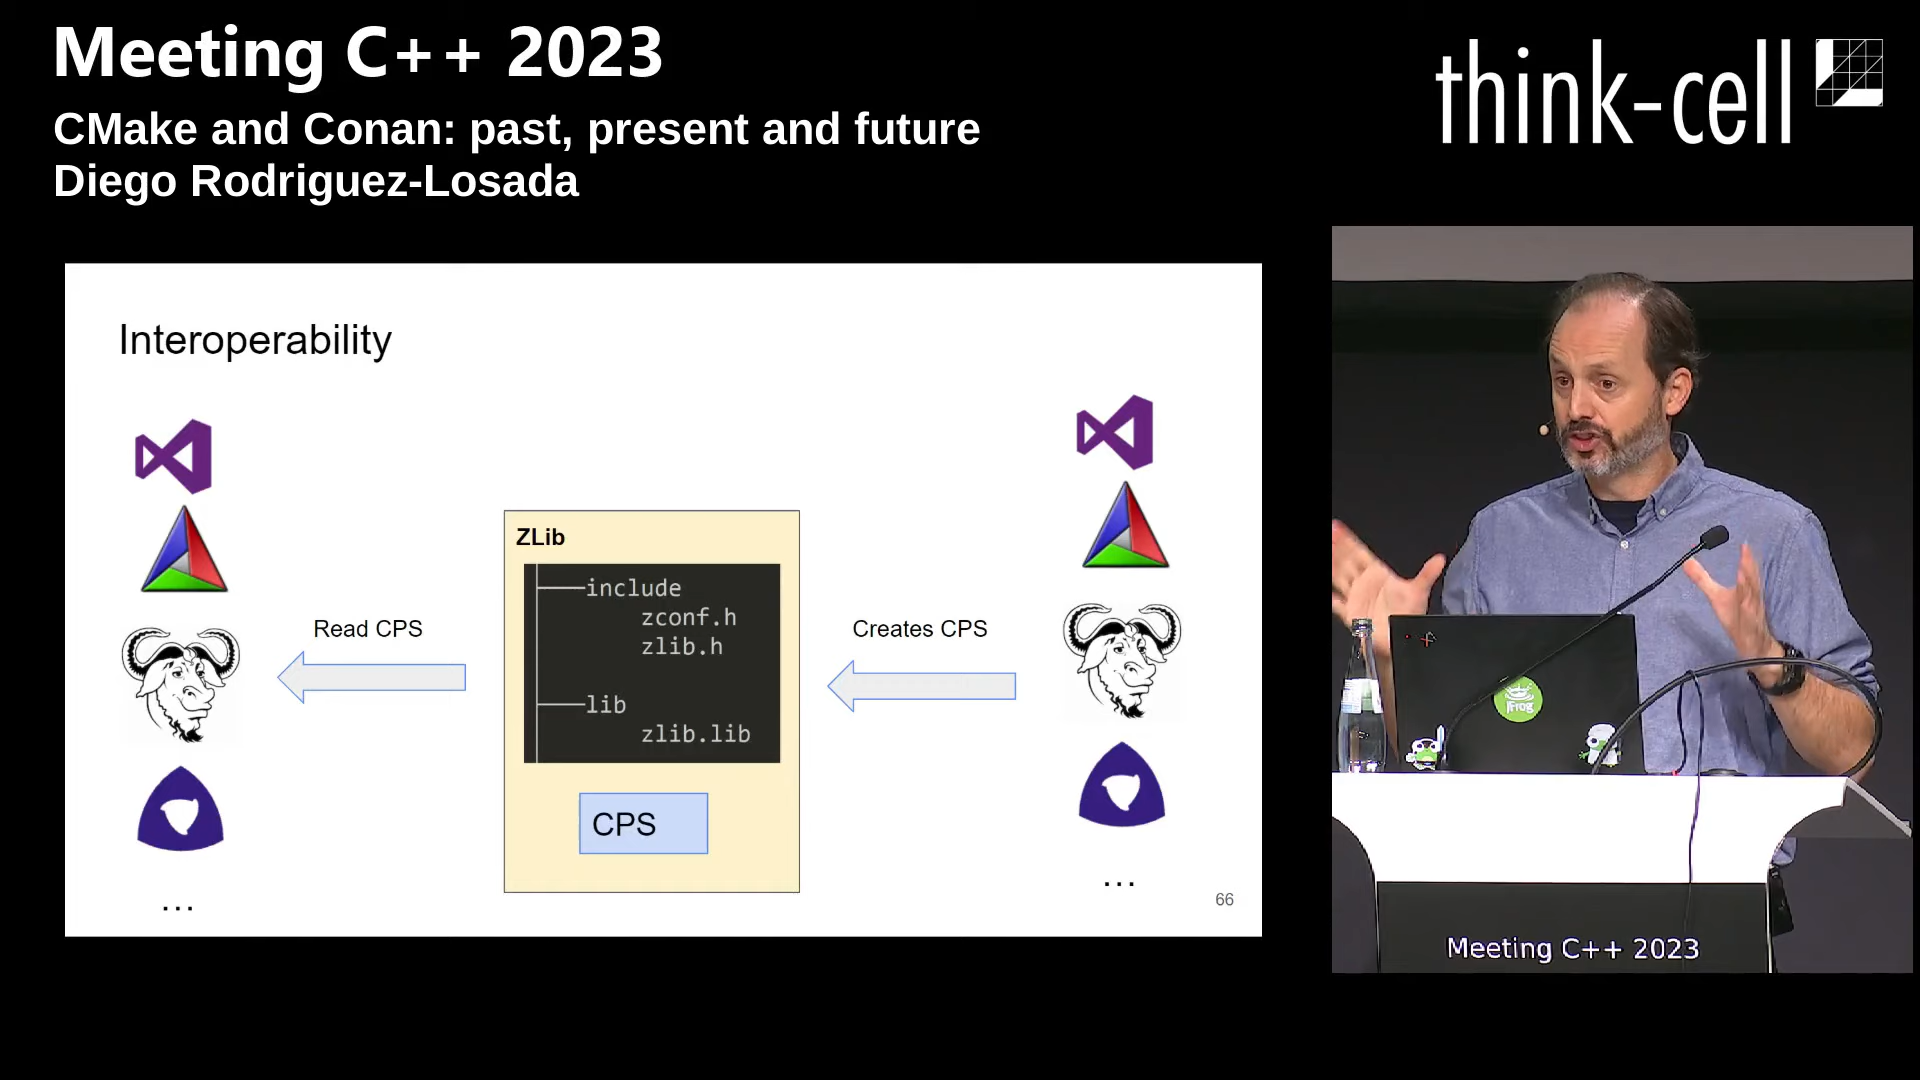 Meeting C++ 2023
CMake and Conan: past, present and future
Diego Rodriguez-Losada
think-cell
Interoperability
Read CPS
ZLib
include
zconf.h
zlib.h
lib
zlib.lib
CPS
Creates CPS
...
...
66
jFrog
Meeting C++ 2023